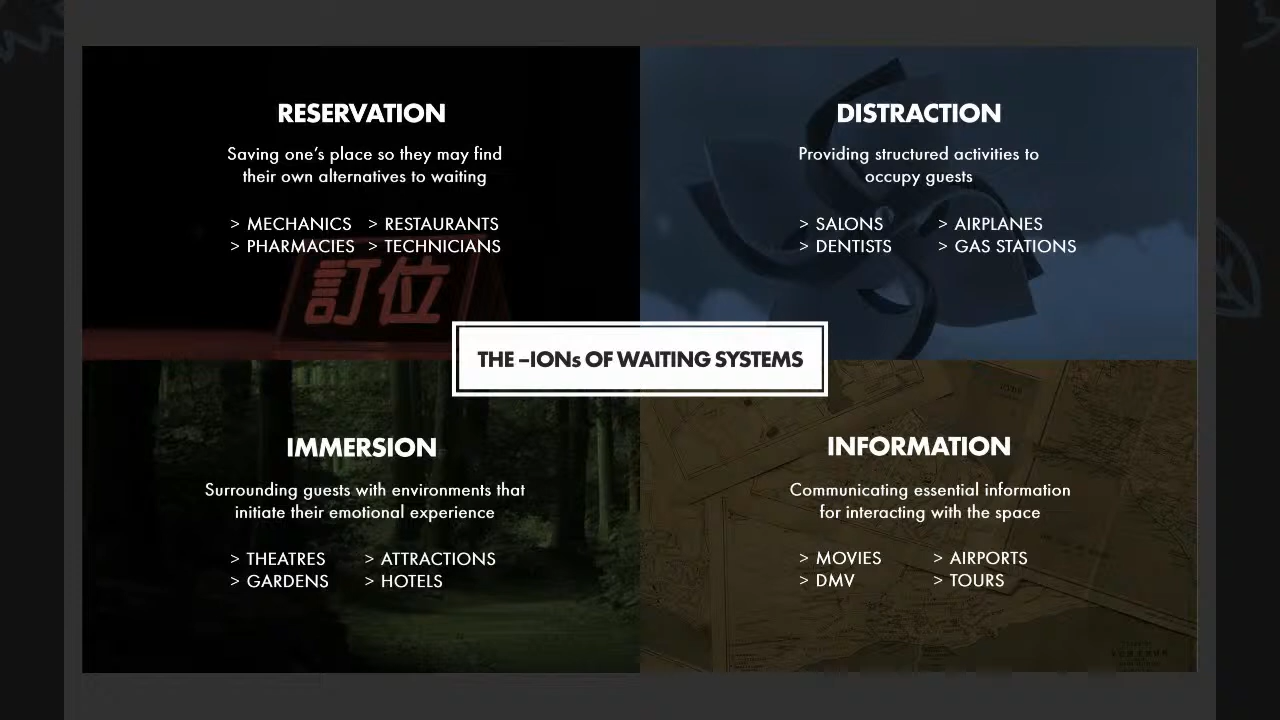 RESERVATION
Saving one's place so they may find
their own alternatives to waiting
> MECHANICS > RESTAURANTS
> PHARMACIES > TECHNICIANS
訂位
DISTRACTION
Providing structured activities to
occupy guests
> SALONS > AIRPLANES
> DENTISTS > GAS STATIONS
THE –IONs OF WAITING SYSTEMS
IMMERSION
Surrounding guests with environments that
initiate their emotional experience
> THEATRES > ATTRACTIONS
> GARDENS > HOTELS
INFORMATION
Communicating essential information
for interacting with the space
> MOVIES > AIRPORTS
> DMV > TOURS